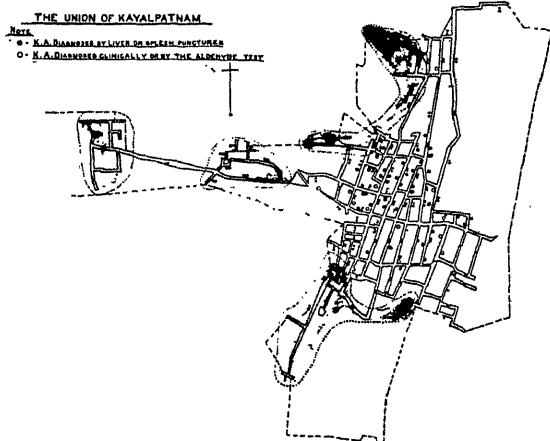 THE UNION OF KAYALPATNAM
NOTE
● - K.A. DIAGNOSED BY LIVER OR SPLEEN PUNCTURES
○ - K.A. DIAGNOSED CLINICALLY OR BY THE ALDEHYDE TEST